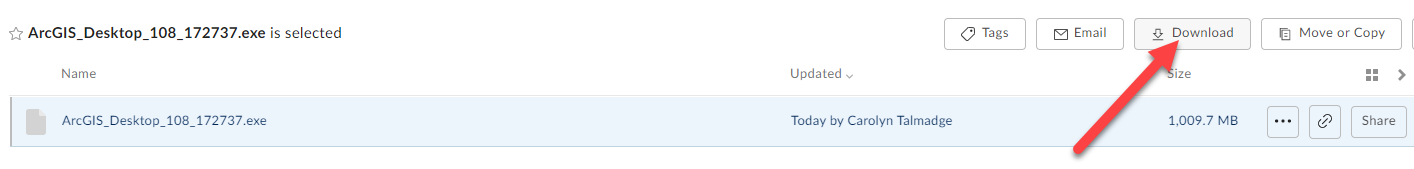 ArcGIS_Desktop_108_172737.exe is selected Tags Email Download Move or Copy
Name Updated Size
ArcGIS_Desktop_108_172737.exe Today by Carolyn Talmadge 1,009.7 MB Share